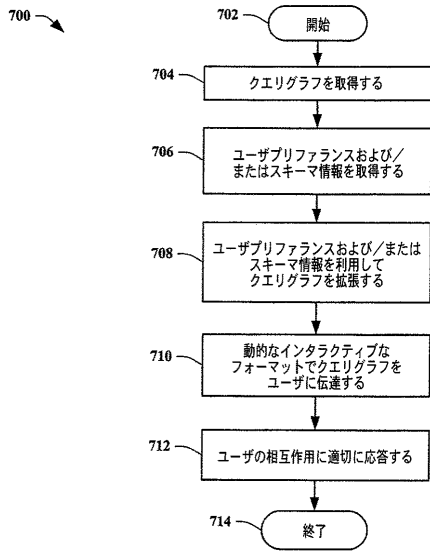 700
702
開始
704
クエリグラフを取得する
706
ユーザプリファランスおよび/
またはスキーマ情報を取得する
708
ユーザプリファランスおよび/または
スキーマ情報を利用して
クエリグラフを拡張する
710
動的なインタラクティブな
フォーマットでクエリグラフを
ユーザに伝達する
712
ユーザの相互作用に適切に応答する
714
終了